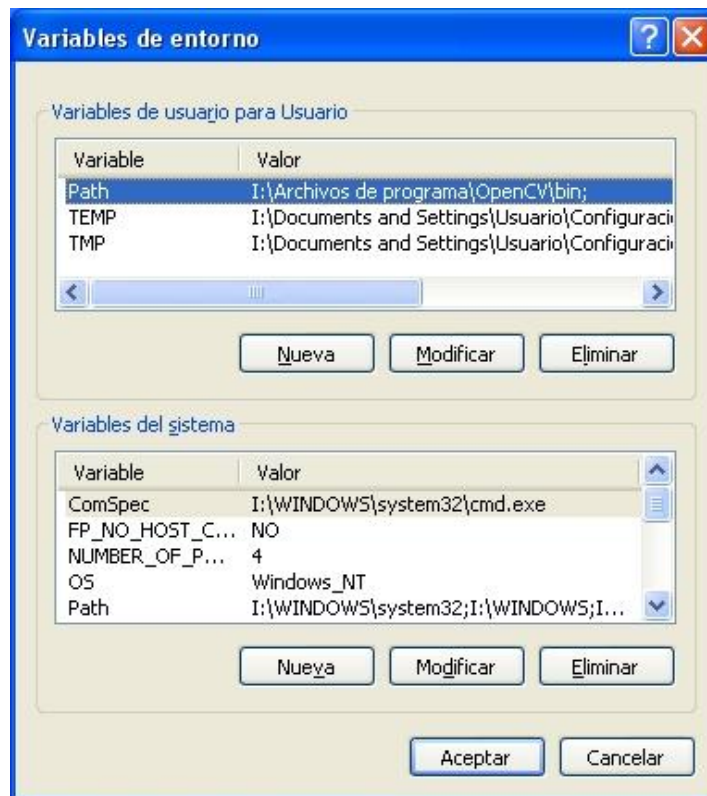 Variables de entorno
Variables de usuario para Usuario
Variable Valor
Path I:\Archivos de programa\OpenCV\bin;
TEMP I:\Documents and Settings\Usuario\Configuraci
TMP I:\Documents and Settings\Usuario\Configuraci
Nueva Modificar Eliminar
Variables del sistema
Variable Valor
ComSpec I:\WINDOWS\system32\cmd.exe
FP_NO_HOST_C... NO
NUMBER_OF_P... 4
OS Windows_NT
Path I:\WINDOWS\system32;I:\WINDOWS;I...
Nueva Modificar Eliminar
Aceptar Cancelar